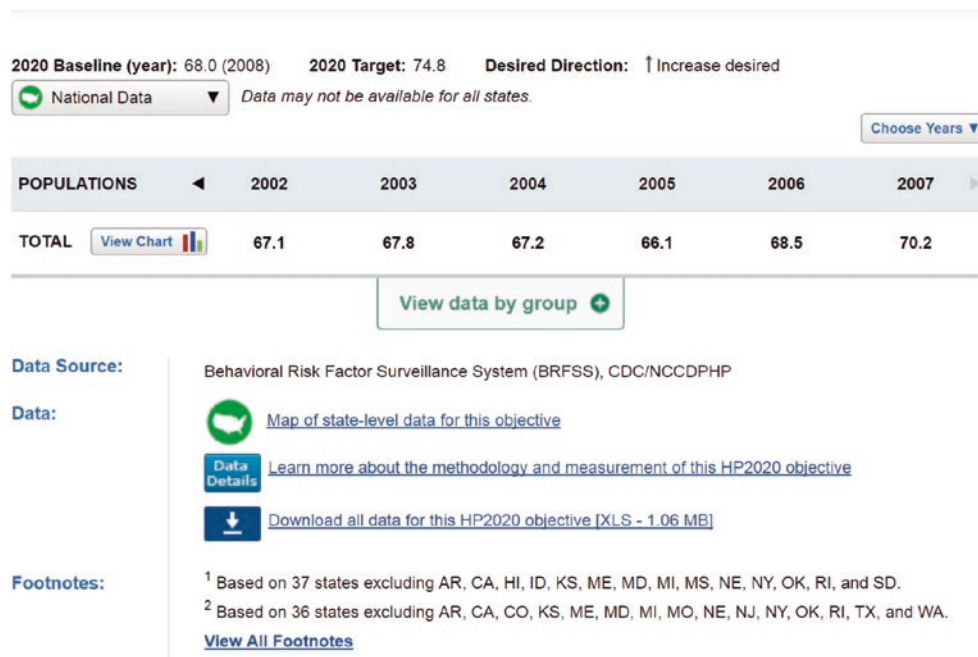 2020 Baseline (year): 68.0 (2008) 2020 Target: 74.8 Desired Direction: ↑ Increase desired
National Data ▼ Data may not be available for all states.
Choose Years ▼
POPULATIONS ◄ 2002 2003 2004 2005 2006 2007 ►
TOTAL View Chart 67.1 67.8 67.2 66.1 68.5 70.2
View data by group +
Data Source: Behavioral Risk Factor Surveillance System (BRFSS), CDC/NCCDPHP
Data: Map of state-level data for this objective
Data
Details
Learn more about the methodology and measurement of this HP2020 objective
Download all data for this HP2020 objective [XLS - 1.06 MB]
Footnotes: 1 Based on 37 states excluding AR, CA, HI, ID, KS, ME, MD, MI, MS, NE, NY, OK, RI, and SD.
2 Based on 36 states excluding AR, CA, CO, KS, ME, MD, MI, MO, NE, NJ, NY, OK, RI, TX, and WA.
View All Footnotes